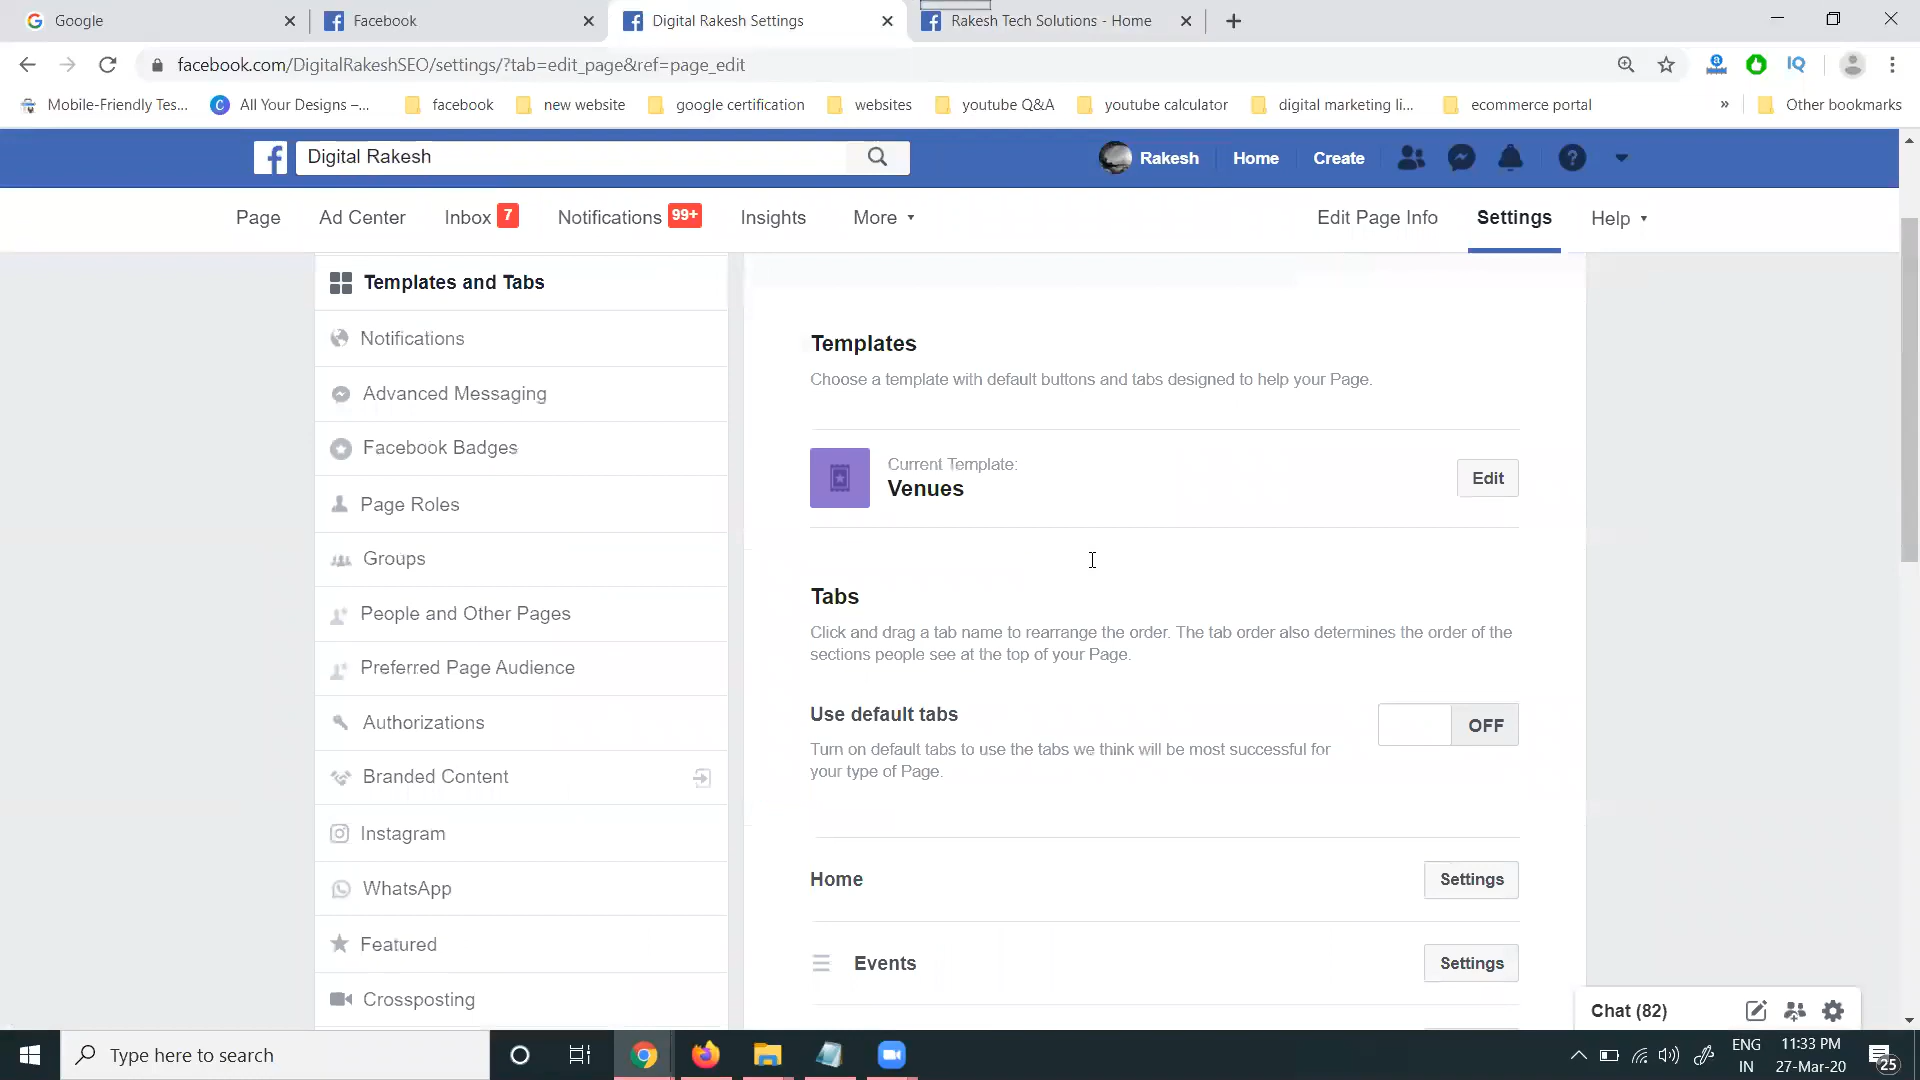 Google
Facebook
Digital Rakesh Settings
Rakesh Tech Solutions - Home
facebook.com/DigitalRakeshSEO/settings/?tab=edit_page&ref=page_edit
Mobile-Friendly Tes...
All Your Designs –...
facebook
new website
google certification
websites
youtube Q&A
youtube calculator
digital marketing li...
ecommerce portal
»
Other bookmarks
Digital Rakesh
Rakesh
Home
Create
Page
Ad Center
Inbox 7
Notifications 99+
Insights
More
Edit Page Info
Settings
Help
Templates and Tabs
Notifications
Advanced Messaging
Facebook Badges
Page Roles
Groups
People and Other Pages
Preferred Page Audience
Authorizations
Branded Content
Instagram
WhatsApp
Featured
Crossposting
Templates
Choose a template with default buttons and tabs designed to help your Page.
Current Template:
Venues
Edit
Tabs
Click and drag a tab name to rearrange the order. The tab order also determines the order of the
sections people see at the top of your Page.
Use default tabs
OFF
Turn on default tabs to use the tabs we think will be most successful for
your type of Page.
Home
Settings
Events
Settings
Chat (82)
Type here to search
ENG
IN
11:33 PM
27-Mar-20
25